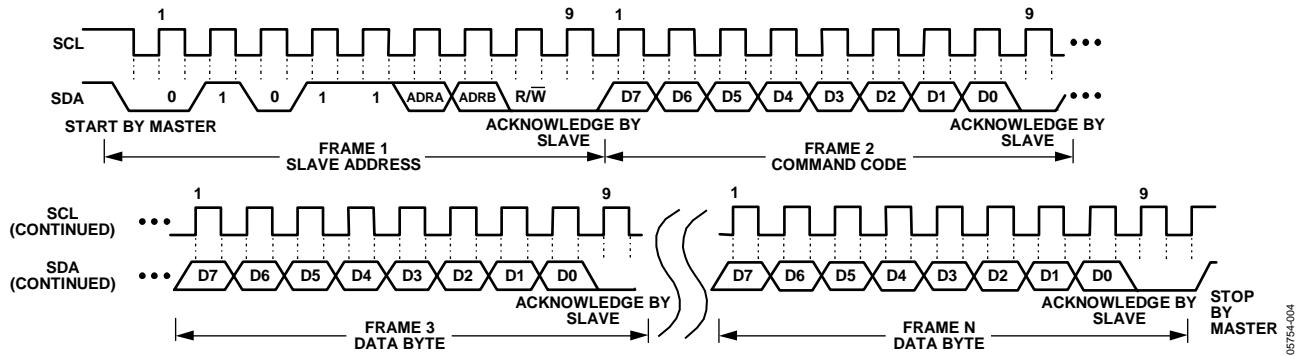 1 9 1 9
SCL •••
SDA 0 1 0 1 1 ADRA ADRB R/W̅ D7 D6 D5 D4 D3 D2 D1 D0 •••
START BY MASTER ACKNOWLEDGE BY ACKNOWLEDGE BY
SLAVE SLAVE
FRAME 1 FRAME 2
SLAVE ADDRESS COMMAND CODE
1 9 1 9
SCL
(CONTINUED) •••
SDA
(CONTINUED) ••• D7 D6 D5 D4 D3 D2 D1 D0 D7 D6 D5 D4 D3 D2 D1 D0
ACKNOWLEDGE BY ACKNOWLEDGE BY
SLAVE SLAVE
STOP
BY
MASTER
FRAME 3 FRAME N
DATA BYTE DATA BYTE
05754-004